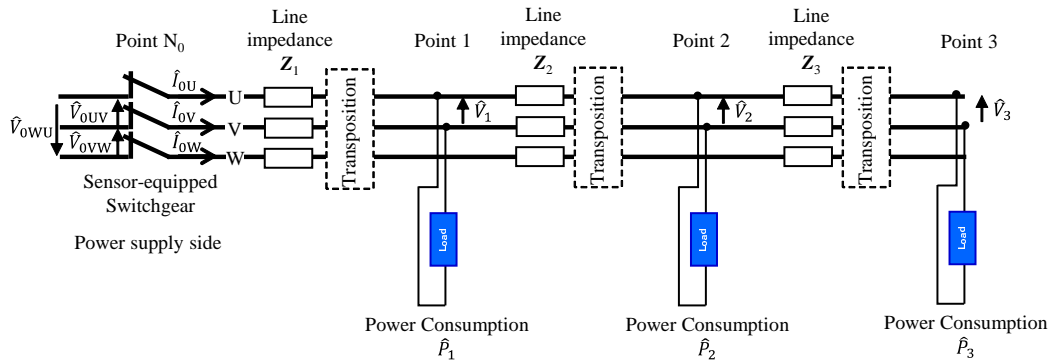 Point N₀
Line
impedance
Z₁
Point 1
Line
impedance
Z₂
Point 2
Line
impedance
Z₃
Point 3
Î₀U
U
V̂₀UV
Î₀V
V
V̂₀WU
V̂₀VW
Î₀W
W
Transposition
V̂₁
Transposition
V̂₂
Transposition
V̂₃
Sensor-equipped
Switchgear
Power supply side
Load
Load
Load
Power Consumption
P̂₁
Power Consumption
P̂₂
Power Consumption
P̂₃